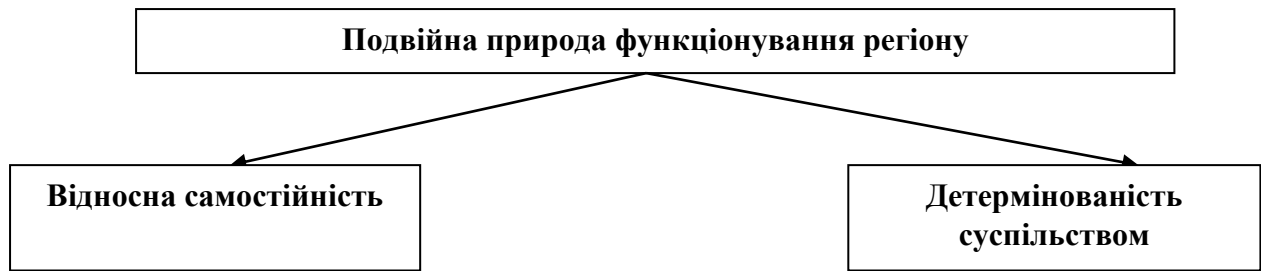 Подвійна природа функціонування регіону
Відносна самостійність
Детермінованість
суспільством